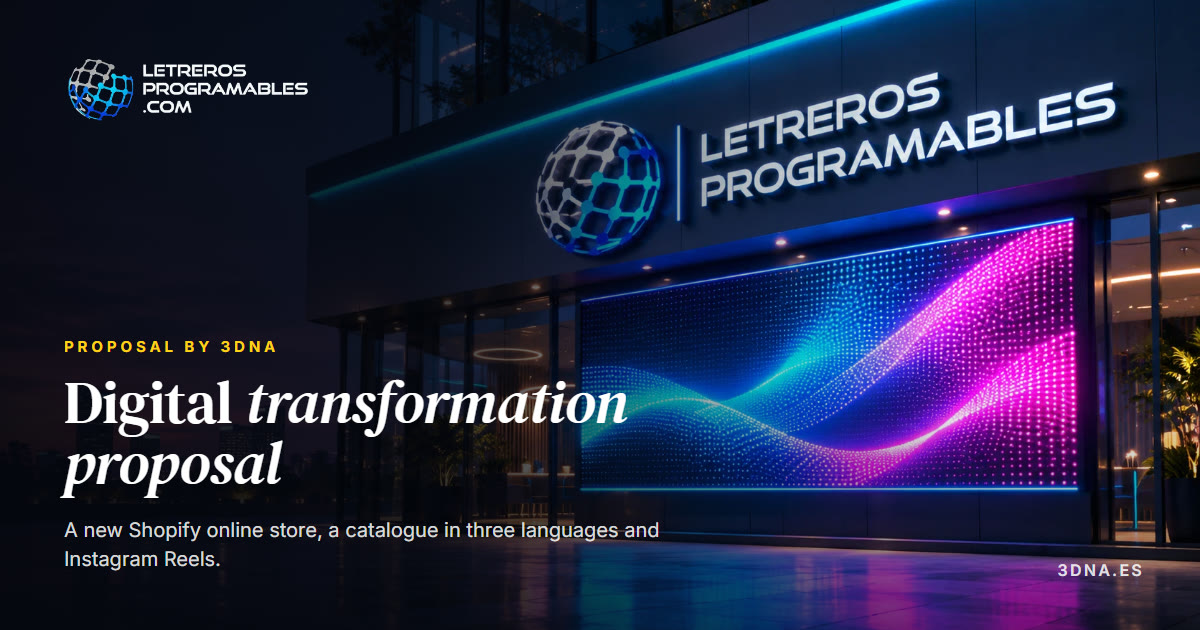 LETREROS
PROGRAMABLES
.COM
LETREROS
PROGRAMABLES
PROPOSAL BY 3DNA
Digital transformation
proposal
A new Shopify online store, a catalogue in three languages and
Instagram Reels.
3DNA.ES